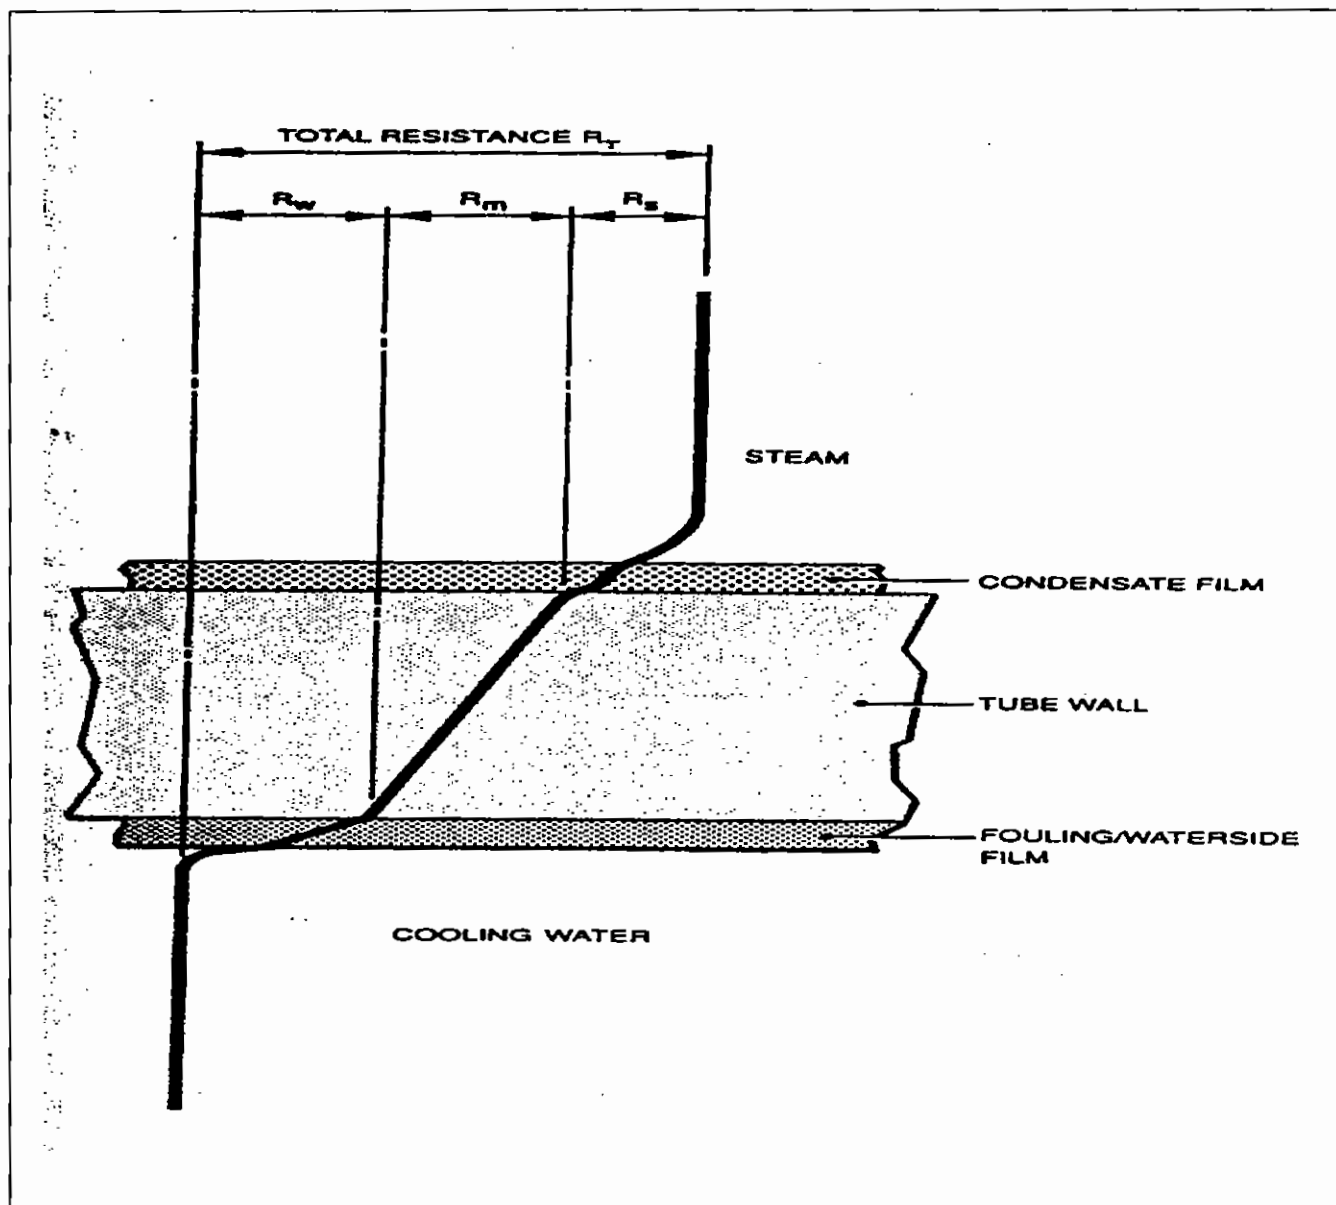 TOTAL RESISTANCE R_T
R_w R_m R_s
STEAM
CONDENSATE FILM
TUBE WALL
FOULING/WATERSIDE
FILM
COOLING WATER